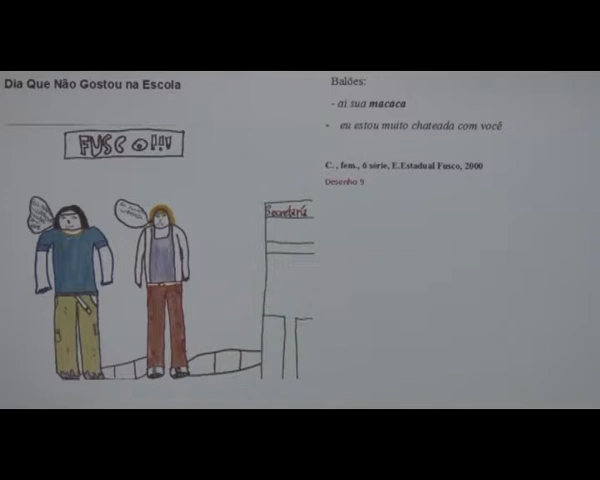 Dia Que Não Gostou na Escola
FUSCO!!!
Secretaria
Balões:
- ai sua macaca
- eu estou muito chateada com você
C. , fem., 6 série, E.Estadual Fusco, 2000
Desenho 9